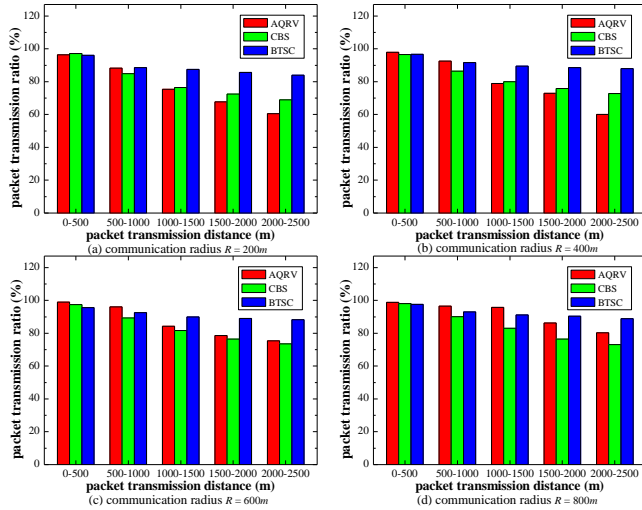 120
100
80
60
40
20
0
packet transmission ratio (%)
AQRV
CBS
BTSC
0-500 500-1000 1000-1500 1500-2000 2000-2500
packet transmission distance (m)
(a) communication radius R = 200m
120
100
80
60
40
20
0
packet transmission ratio (%)
AQRV
CBS
BTSC
0-500 500-1000 1000-1500 1500-2000 2000-2500
packet transmission distance (m)
(b) communication radius R = 400m
120
100
80
60
40
20
0
packet transmission ratio (%)
AQRV
CBS
BTSC
0-500 500-1000 1000-1500 1500-2000 2000-2500
packet transmission distance (m)
(c) communication radius R = 600m
120
100
80
60
40
20
0
packet transmission ratio (%)
AQRV
CBS
BTSC
0-500 500-1000 1000-1500 1500-2000 2000-2500
packet transmission distance (m)
(d) communication radius R = 800m